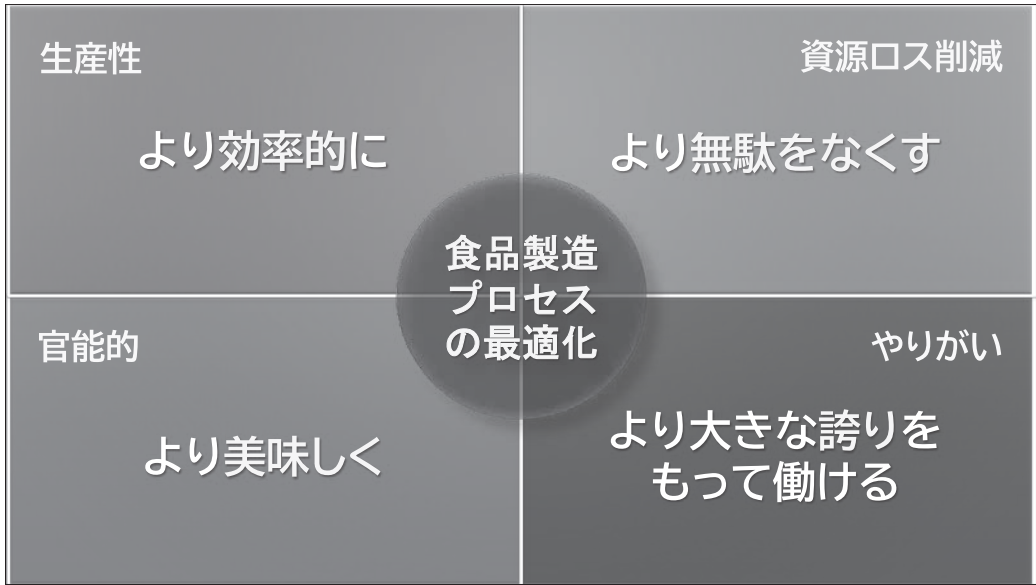 生産性
より効率的に
資源ロス削減
より無駄をなくす
食品製造
プロセス
の最適化
官能的
より美味しく
やりがい
より大きな誇りを
もって働ける